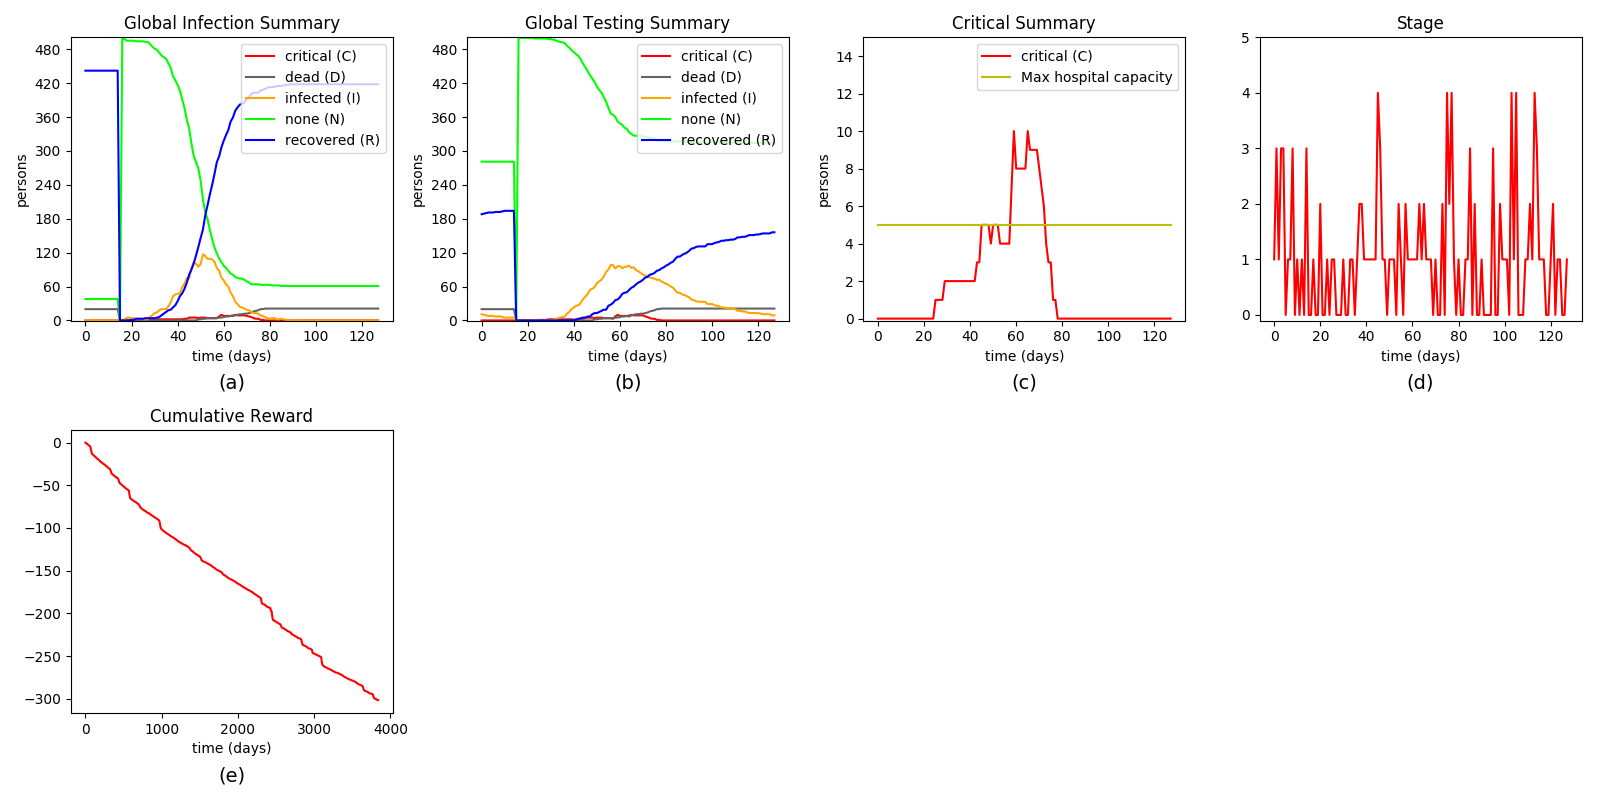 Global Infection Summary
persons
480
420
360
300
240
180
120
60
0
critical (C)
dead (D)
infected (I)
none (N)
recovered (R)
0 20 40 60 80 100 120
time (days)
(a)
Global Testing Summary
persons
480
420
360
300
240
180
120
60
0
critical (C)
dead (D)
infected (I)
none (N)
recovered (R)
0 20 40 60 80 100 120
time (days)
(b)
Critical Summary
persons
14
12
10
8
6
4
2
0
critical (C)
Max hospital capacity
0 20 40 60 80 100 120
time (days)
(c)
Stage
5
4
3
2
1
0
0 20 40 60 80 100 120
time (days)
(d)
Cumulative Reward
0
−50
−100
−150
−200
−250
−300
0 1000 2000 3000 4000
time (days)
(e)